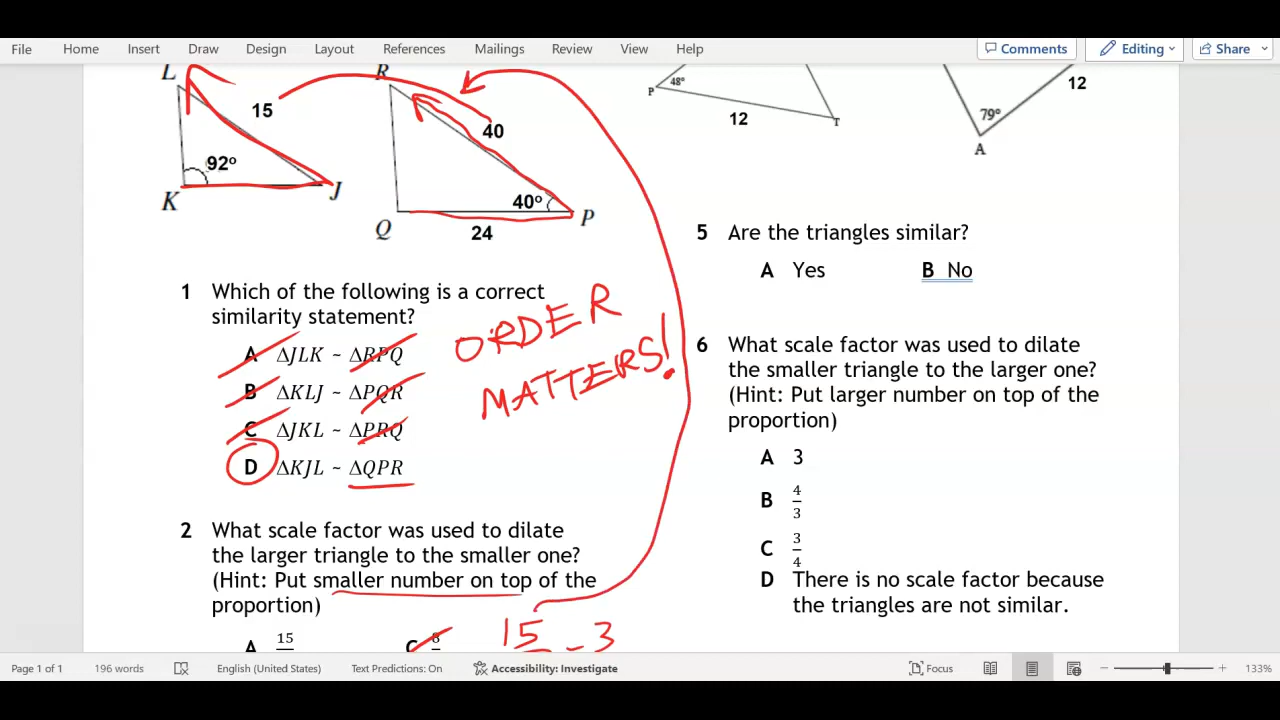 File Home Insert Draw Design Layout References Mailings Review View Help Comments Editing Share
L
15
92°
K
J
R
40
40°
Q
24
P
P
48°
12
T
12
79°
A
1 Which of the following is a correct
similarity statement?
A ΔJLK ~ ΔRPQ
B ΔKLJ ~ ΔPQR
C ΔJKL ~ ΔPRQ
D ΔKJL ~ ΔQPR
ORDER
MATTERS!
2 What scale factor was used to dilate
the larger triangle to the smaller one?
(Hint: Put smaller number on top of the
proportion)
A 15
C 8
15 = 3
5 Are the triangles similar?
A Yes B No
6 What scale factor was used to dilate
the smaller triangle to the larger one?
(Hint: Put larger number on top of the
proportion)
A 3
B 4/3
C 3/4
D There is no scale factor because
the triangles are not similar.
Page 1 of 1 196 words English (United States) Text Predictions: On Accessibility: Investigate Focus 133%